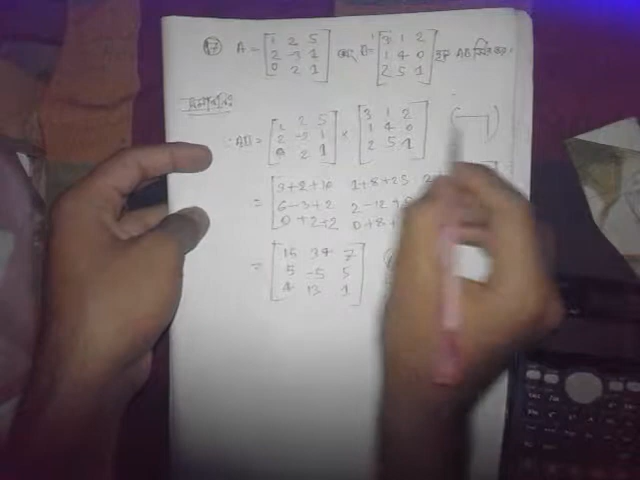 17 A = [1 2 5 2 -3 1 0 2 1] এবং B = [3 1 2 1 4 0 2 5 1] হয় AB নির্ণয় কর।
∴ AB = [1 2 5 2 -3 1 0 2 1] × [3 1 2 1 4 0 2 5 1]
= [3+2+10 1+8+25 2
6-3+2 2-12+5
0+2+2 0+8+
= [15 34 7
5 -5 5
4 13 1]